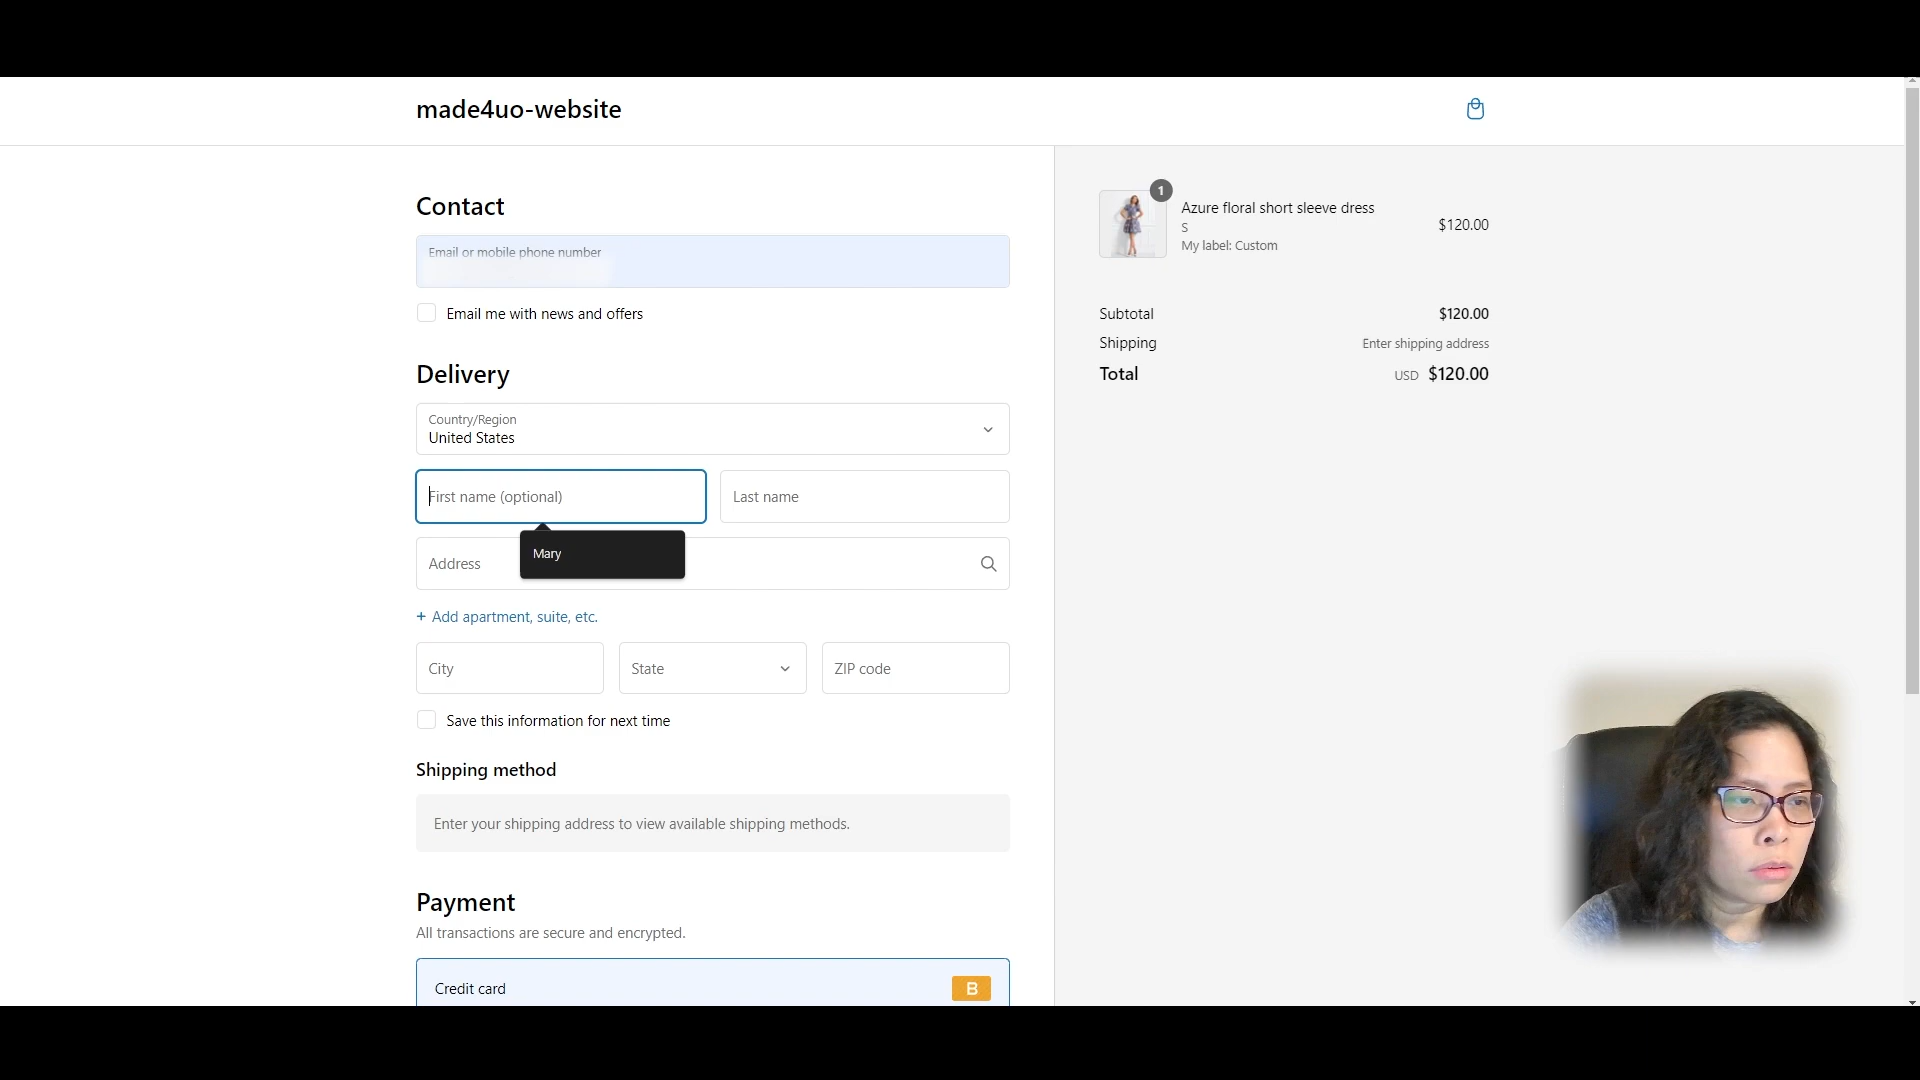 made4uo-website
Contact
Email or mobile phone number
Email me with news and offers
Delivery
Country/Region
United States
First name (optional)
Last name
Mary
Address
+ Add apartment, suite, etc.
City
State
ZIP code
Save this information for next time
Shipping method
Enter your shipping address to view available shipping methods.
Payment
All transactions are secure and encrypted.
Credit card
B
1
Azure floral short sleeve dress
S
My label: Custom
$120.00
Subtotal
$120.00
Shipping
Enter shipping address
Total
USD $120.00